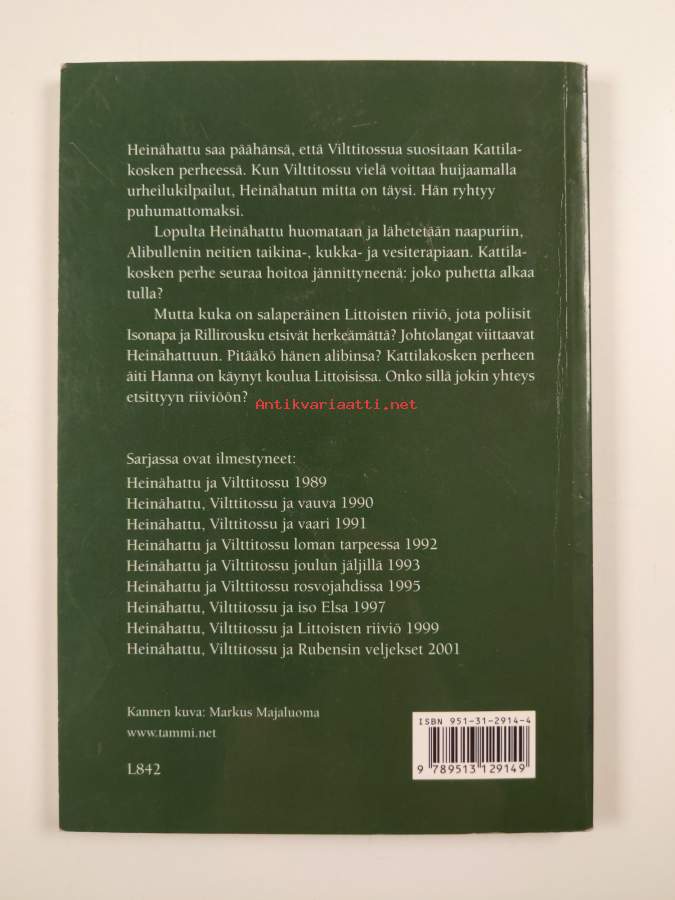 Heinähattu saa päähänsä, että Vilttitossua suositaan Kattila-
kosken perheessä. Kun Vilttitossu vielä voittaa huijaamalla
urheilukilpailut, Heinähatun mitta on täysi. Hän ryhtyy
puhumattomaksi.
Lopulta Heinähattu huomataan ja lähetetään naapuriin,
Alibullenin neitien taikina-, kukka- ja vesiterapiaan. Kattila-
kosken perhe seuraa hoitoa jännittyneenä: joko puhetta alkaa
tulla?
Mutta kuka on salaperäinen Littoisten riiviö, jota poliisit
Isonapa ja Rillirousku etsivät herkeämättä? Johtolangat viittaavat
Heinähattuun. Pitääkö hänen alibinsa? Kattilakosken perheen
äiti Hanna on käynyt koulua Littoisissa. Onko sillä jokin yhteys
etsittyyn riiviöön?
Antikvariaatti.net
Sarjassa ovat ilmestyneet:
Heinähattu ja Vilttitossu 1989
Heinähattu, Vilttitossu ja vauva 1990
Heinähattu, Vilttitossu ja vaari 1991
Heinähattu ja Vilttitossu loman tarpeessa 1992
Heinähattu ja Vilttitossu joulun jäljillä 1993
Heinähattu ja Vilttitossu rosvojahdissa 1995
Heinähattu, Vilttitossu ja iso Elsa 1997
Heinähattu, Vilttitossu ja Littoisten riiviö 1999
Heinähattu, Vilttitossu ja Rubensin veljekset 2001
Kannen kuva: Markus Majaluoma
www.tammi.net
L842
ISBN 951-31-2914-4
9 789513 129149